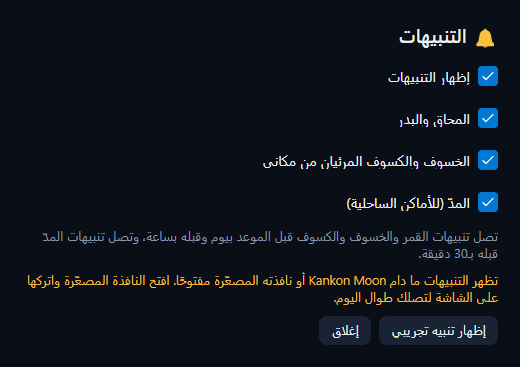 🔔 التنبيهات
إظهار التنبيهات
المحاق والبدر
الخسوف والكسوف المرئيان من مكاني
المدّ (للأماكن الساحلية)
تصل تنبيهات القمر والخسوف والكسوف قبل الموعد بيوم وقبله بساعة، وتصل تنبيهات المدّ
قبله بـ30 دقيقة.
تظهر التنبيهات ما دام Kankon Moon أو نافذته المصغّرة مفتوحًا. افتح النافذة المصغّرة واتركها
على الشاشة لتصلك طوال اليوم.
إظهار تنبيه تجريبي
إغلاق